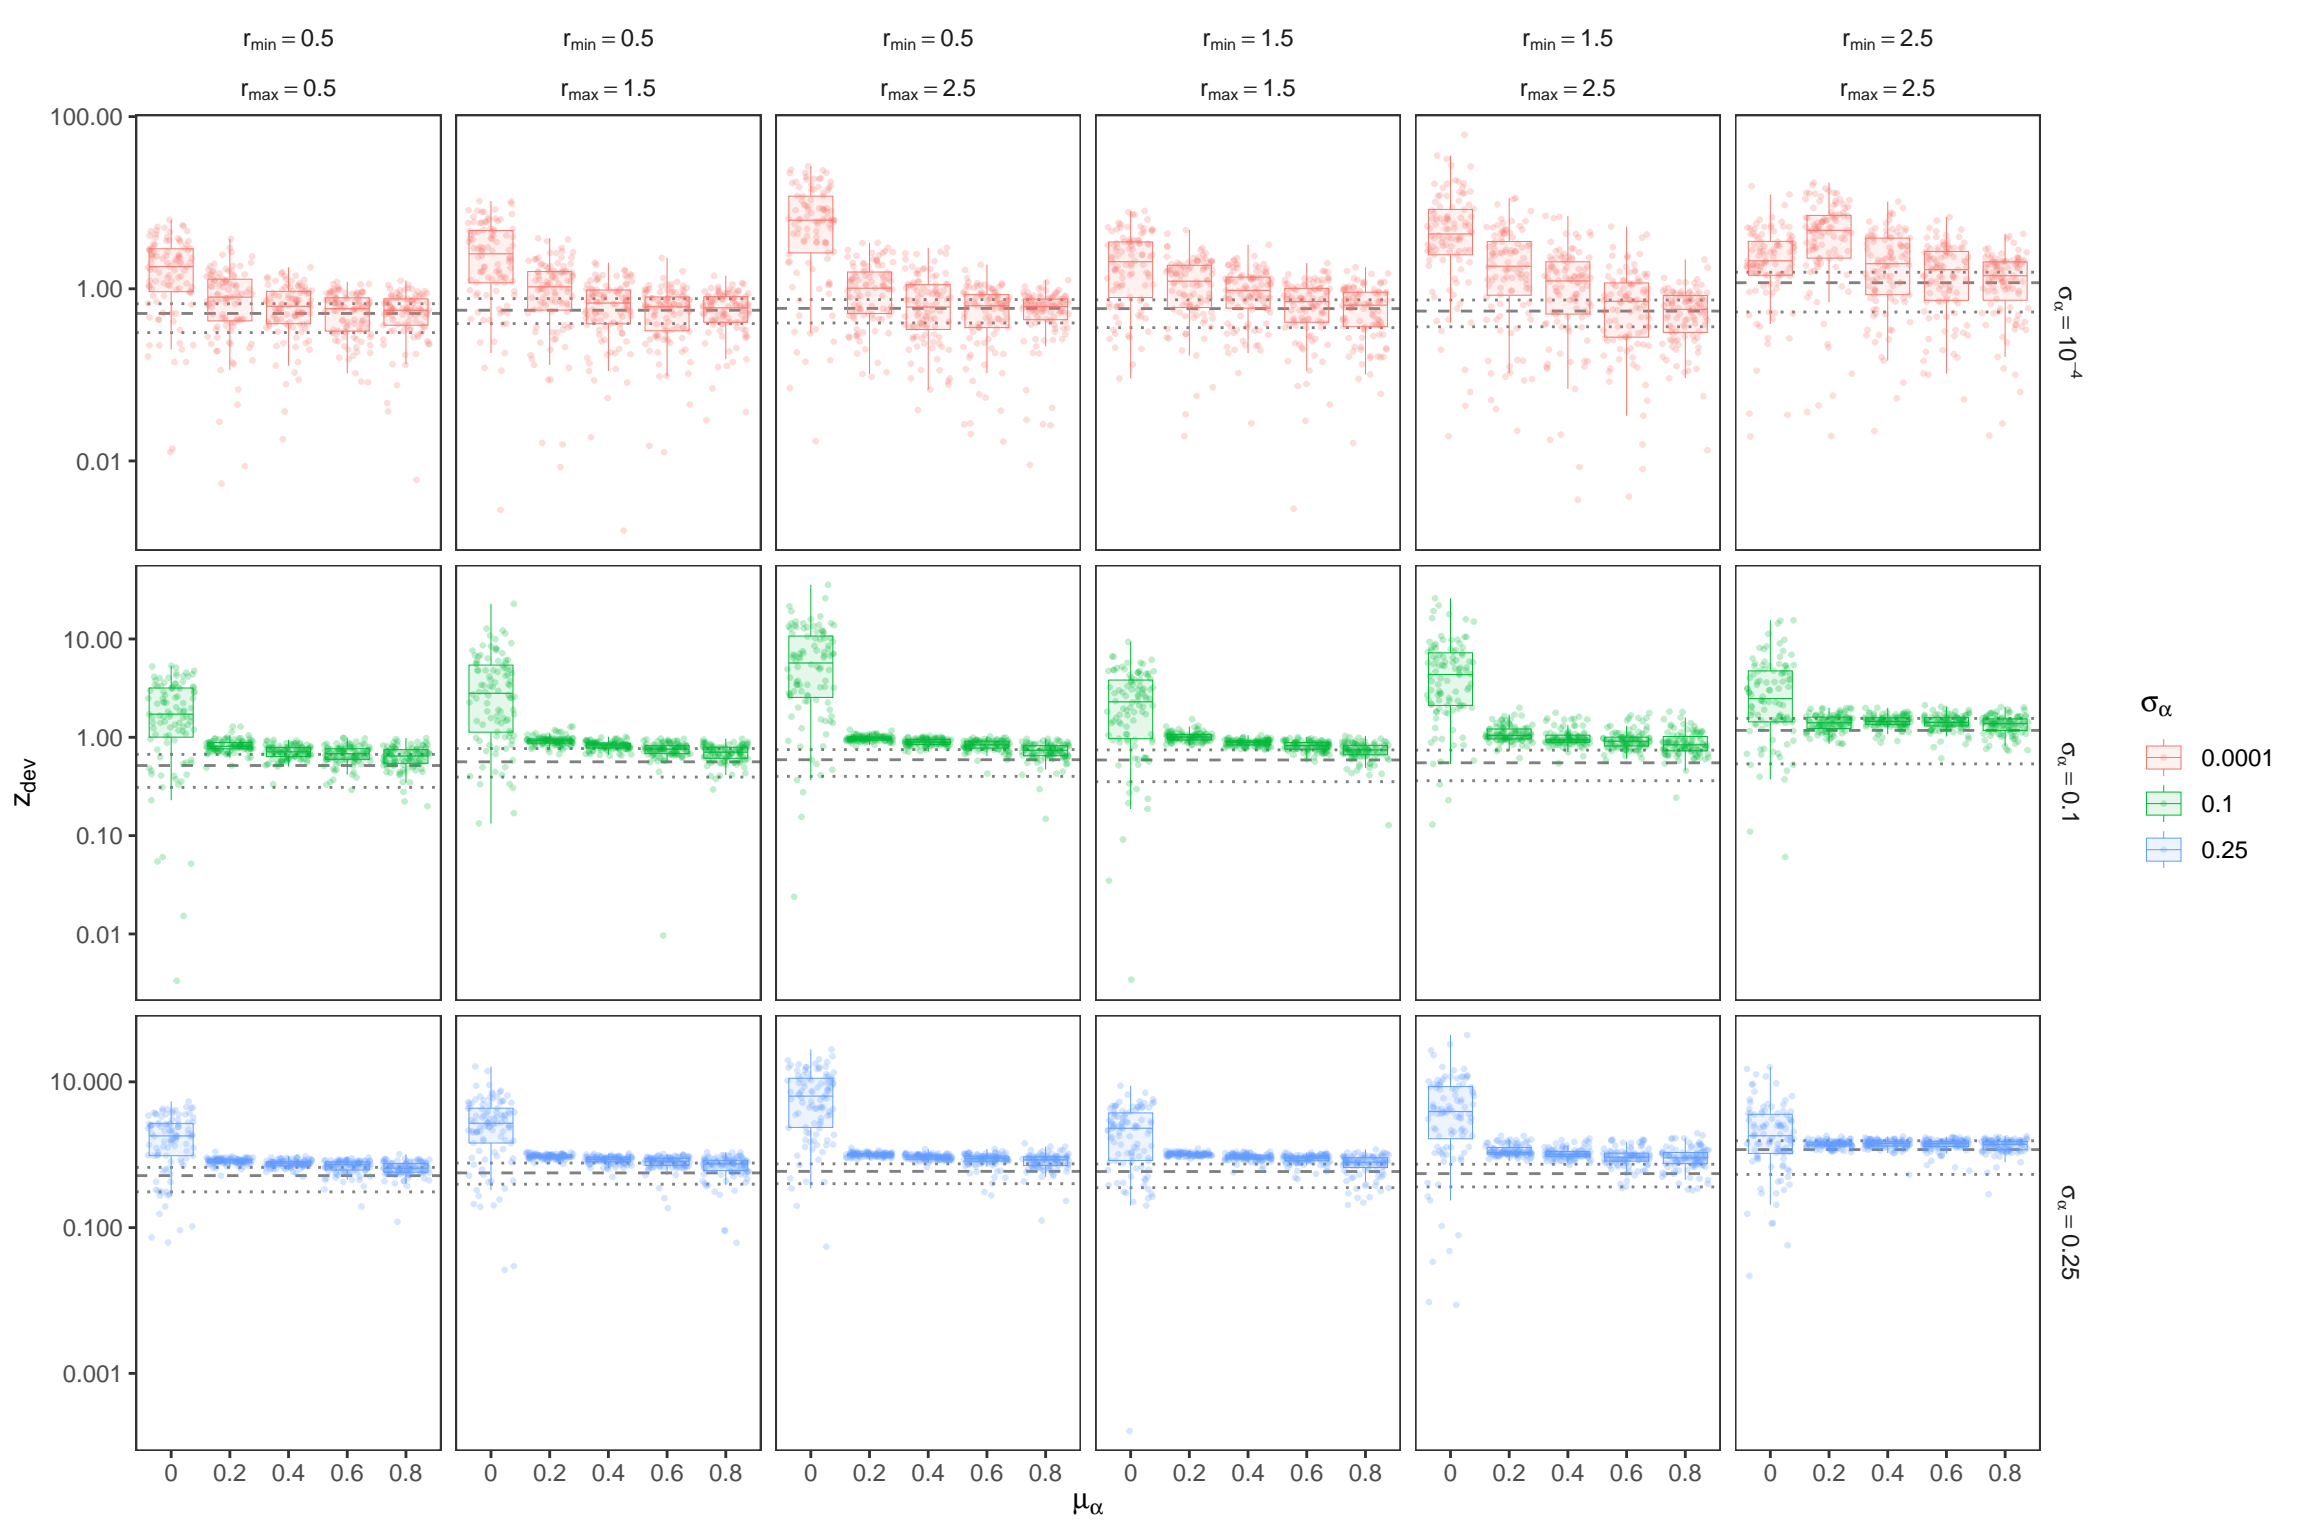 r_min = 0.5 r_min = 0.5 r_min = 0.5 r_min = 1.5 r_min = 1.5 r_min = 2.5
r_max = 0.5 r_max = 1.5 r_max = 2.5 r_max = 1.5 r_max = 2.5 r_max = 2.5
100.00
1.00
0.01
σ_α = 10⁻⁴
10.00
1.00
0.10
0.01
σ_α = 0.1
z_dev
10.000
0.100
0.001
σ_α = 0.25
0 0.2 0.4 0.6 0.8 0 0.2 0.4 0.6 0.8 0 0.2 0.4 0.6 0.8 0 0.2 0.4 0.6 0.8 0 0.2 0.4 0.6 0.8 0 0.2 0.4 0.6 0.8
μ_α
σ_α
0.0001
0.1
0.25